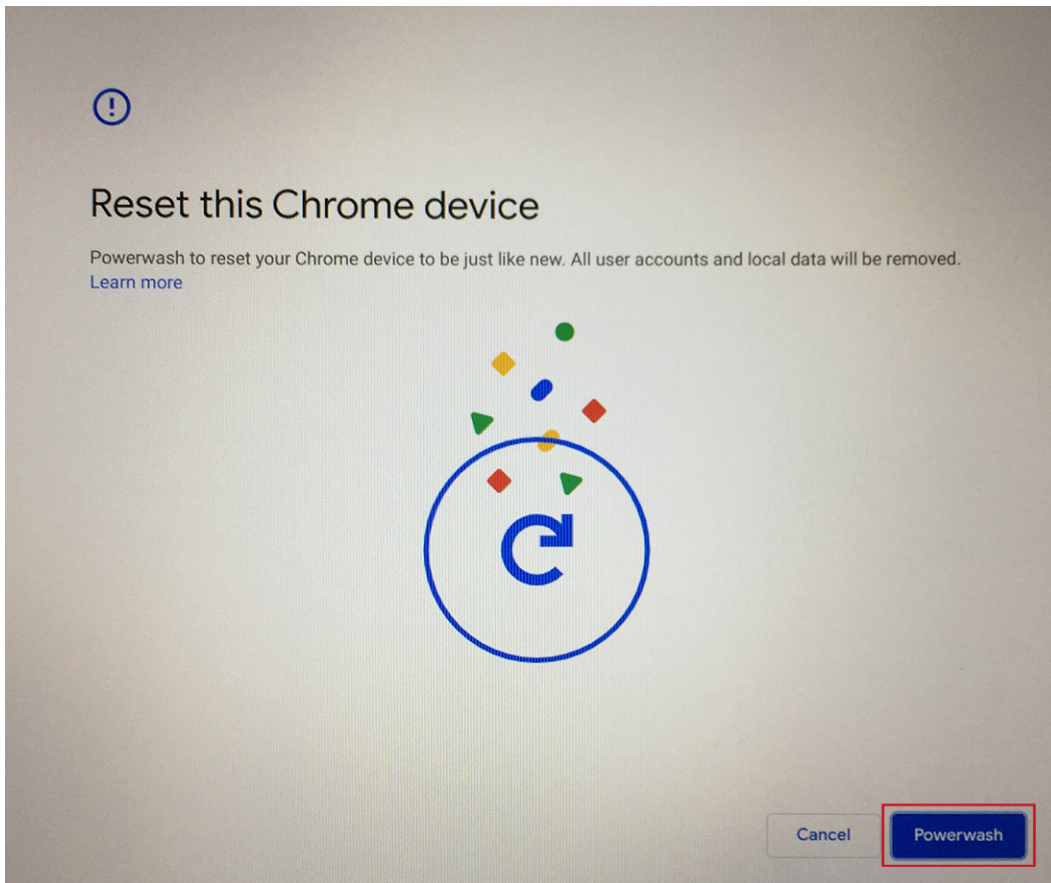 Reset this Chrome device
Powerwash to reset your Chrome device to be just like new. All user accounts and local data will be removed.
Learn more
Cancel
Powerwash